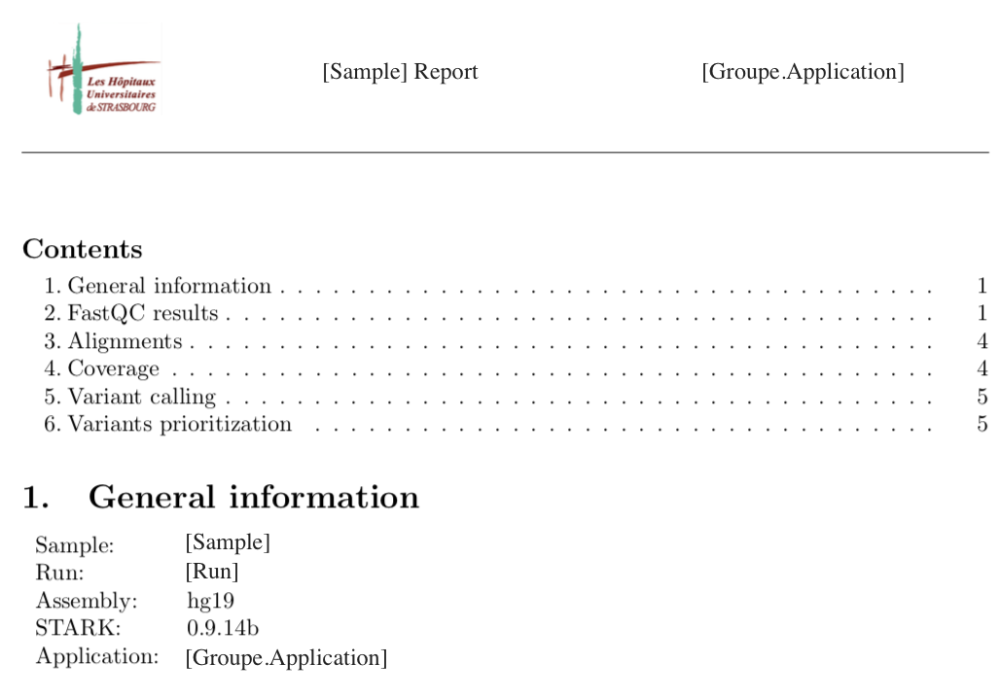 Les Hôpitaux
Universitaires
de STRASBOURG
[Sample] Report
[Groupe.Application]
Contents
1. General information . . . . . . . . . . . . . . . . . . . . . . . . . . . . . . . . . . . . . 1
2. FastQC results . . . . . . . . . . . . . . . . . . . . . . . . . . . . . . . . . . . . . . . . 1
3. Alignments . . . . . . . . . . . . . . . . . . . . . . . . . . . . . . . . . . . . . . . . . . 4
4. Coverage . . . . . . . . . . . . . . . . . . . . . . . . . . . . . . . . . . . . . . . . . . . 4
5. Variant calling . . . . . . . . . . . . . . . . . . . . . . . . . . . . . . . . . . . . . . . . 5
6. Variants prioritization . . . . . . . . . . . . . . . . . . . . . . . . . . . . . . . . . . . 5
1. General information
Sample: [Sample]
Run: [Run]
Assembly: hg19
STARK: 0.9.14b
Application: [Groupe.Application]